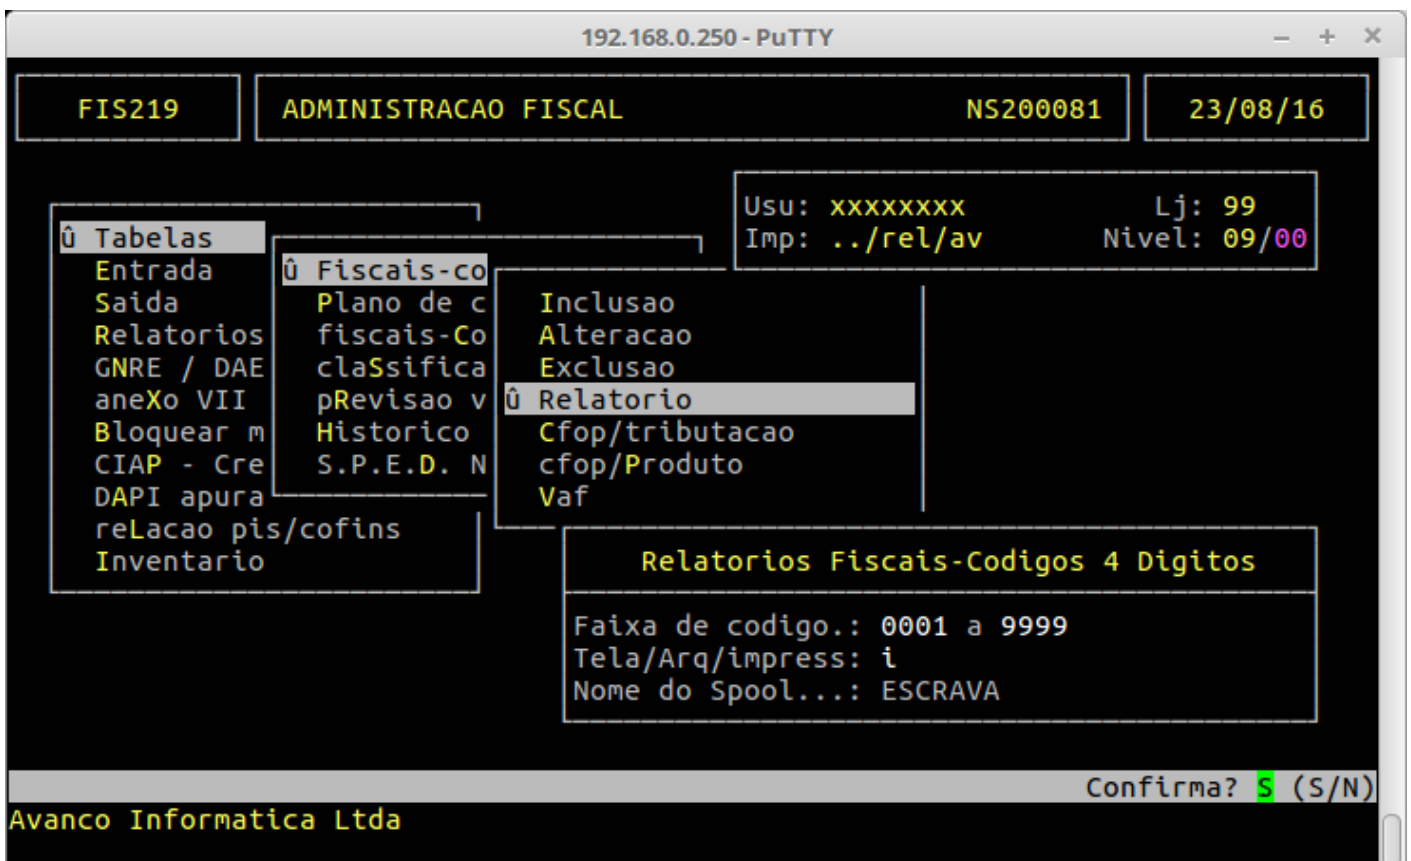 192.168.0.250 - PuTTY
FIS219 ADMINISTRACAO FISCAL NS200081 23/08/16
Usu: xxxxxxxx Lj: 99
Imp: ../rel/av Nivel: 09/00
û Tabelas
Entrada
Saida
Relatorios
GNRE / DAE
aneXo VII
Bloquear m
CIAP - Cre
DAPI apura
reLacao pis/cofins
Inventario
û Fiscais-co
Plano de c
fiscais-Co
claSsifica
pRevisao v
Historico
S.P.E.D. N
Inclusao
Alteracao
Exclusao
û Relatorio
Cfop/tributacao
cfop/Produto
Vaf
Relatorios Fiscais-Codigos 4 Digitos
Faixa de codigo.: 0001 a 9999
Tela/Arq/impress: i
Nome do Spool...: ESCRAVA
Confirma? S (S/N)
Avanco Informatica Ltda